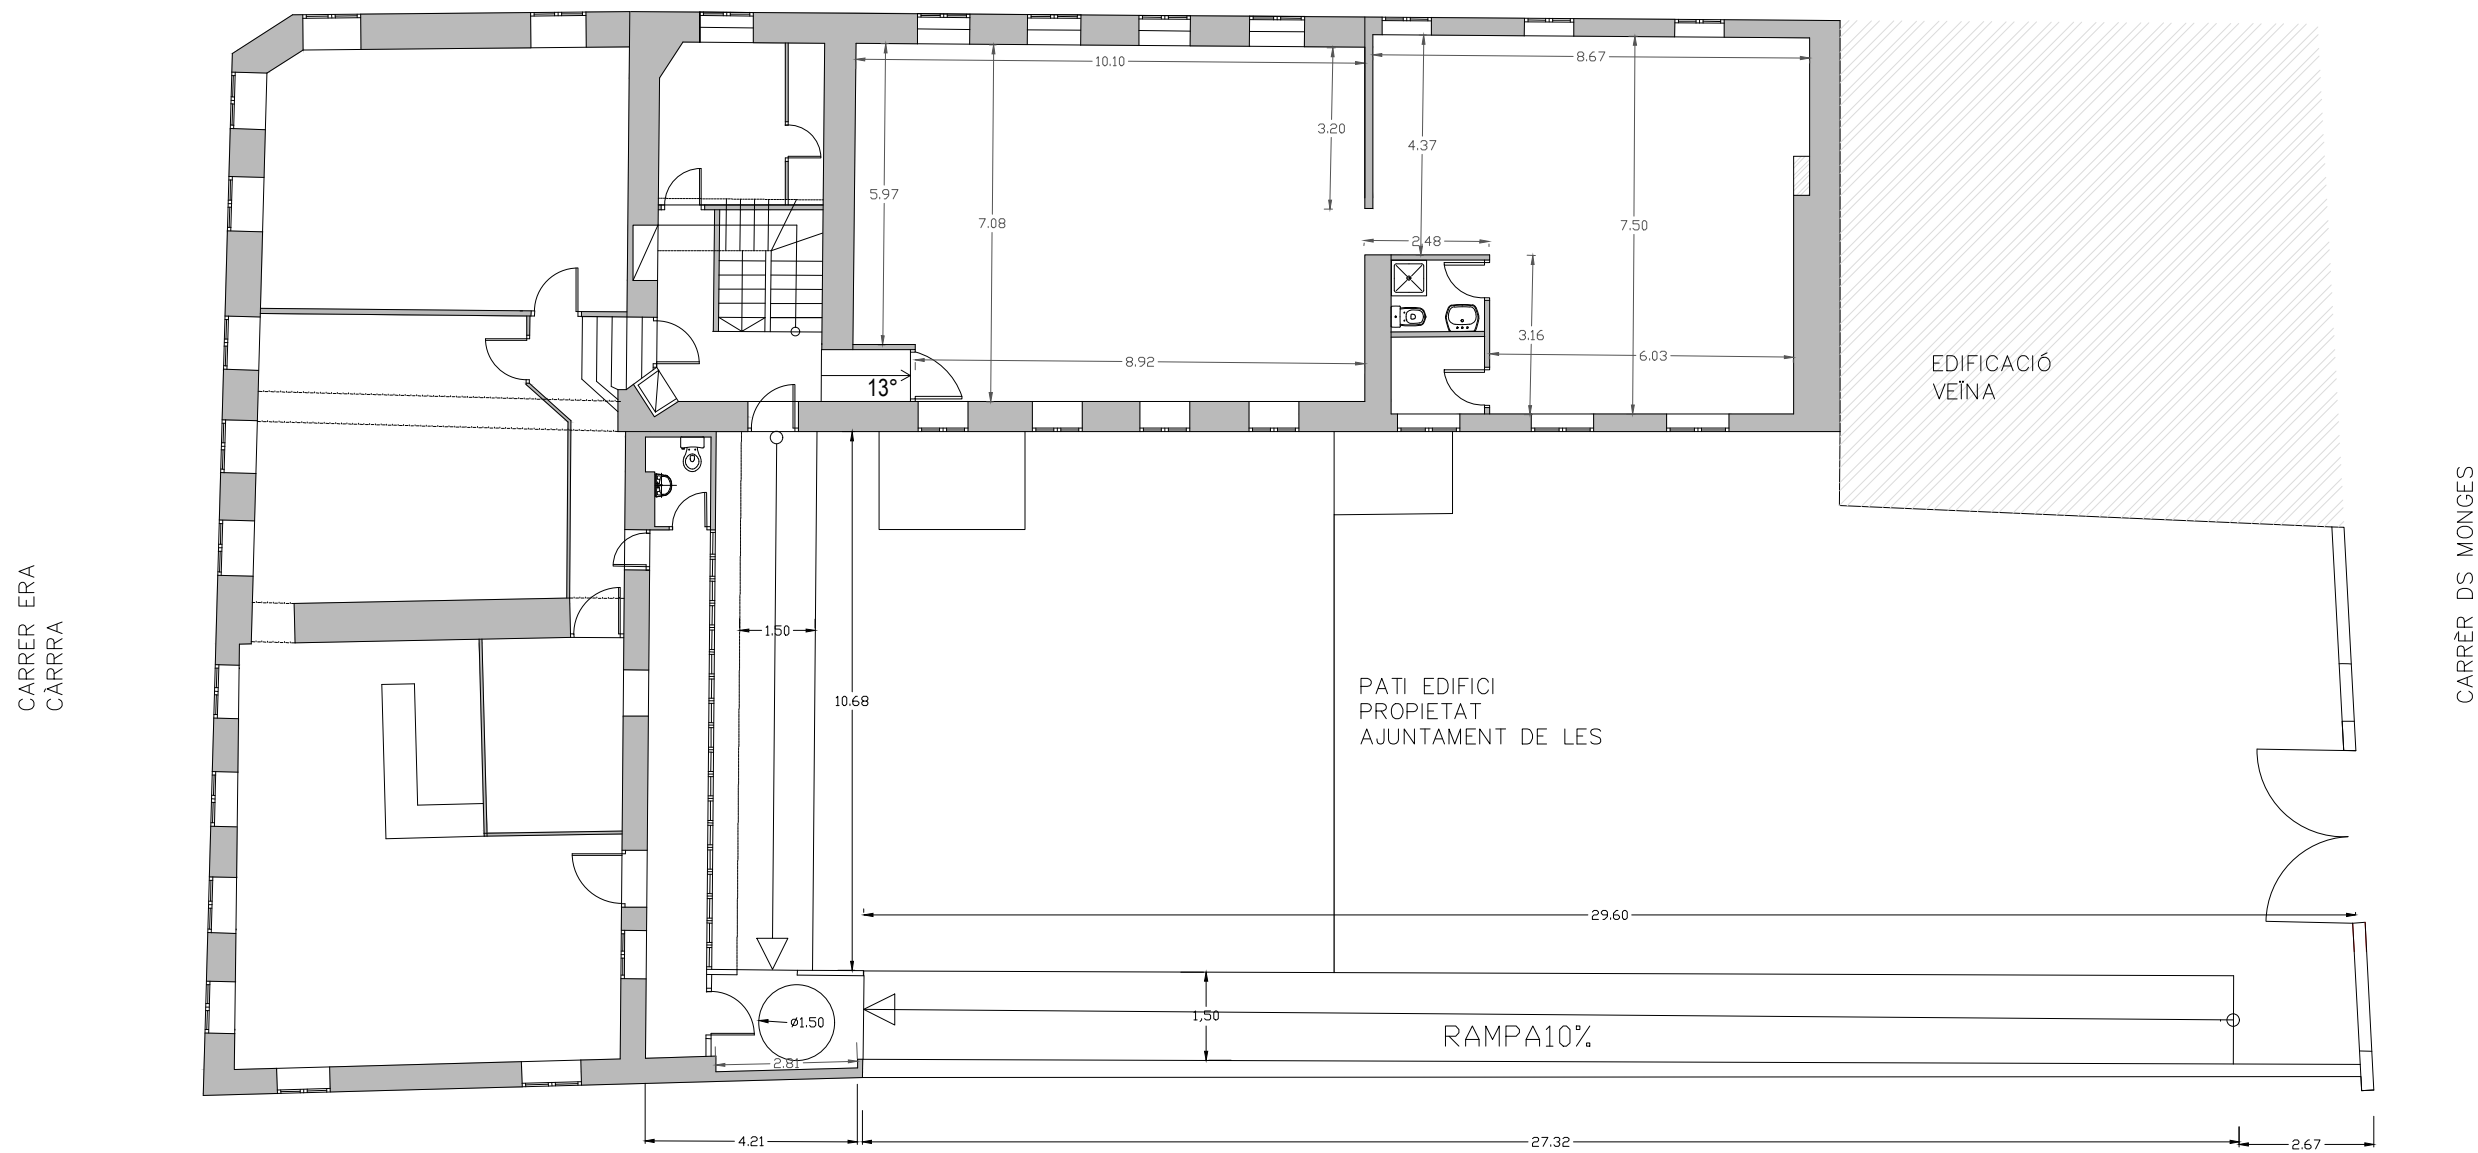 10.10
8.67
3.20
4.37
5.97
7.08
7.50
2.48
3.16
8.92
6.03
13°
EDIFICACIÓ
VEÏNA
CARRER ERA
CÀRRRA
CARRÈR DS MONGES
1.50
10.68
PATI EDIFICI
PROPIETAT
AJUNTAMENT DE LES
29.60
ø1.50
1,50
RAMPA10%
2.81
4.21
27.32
2.67